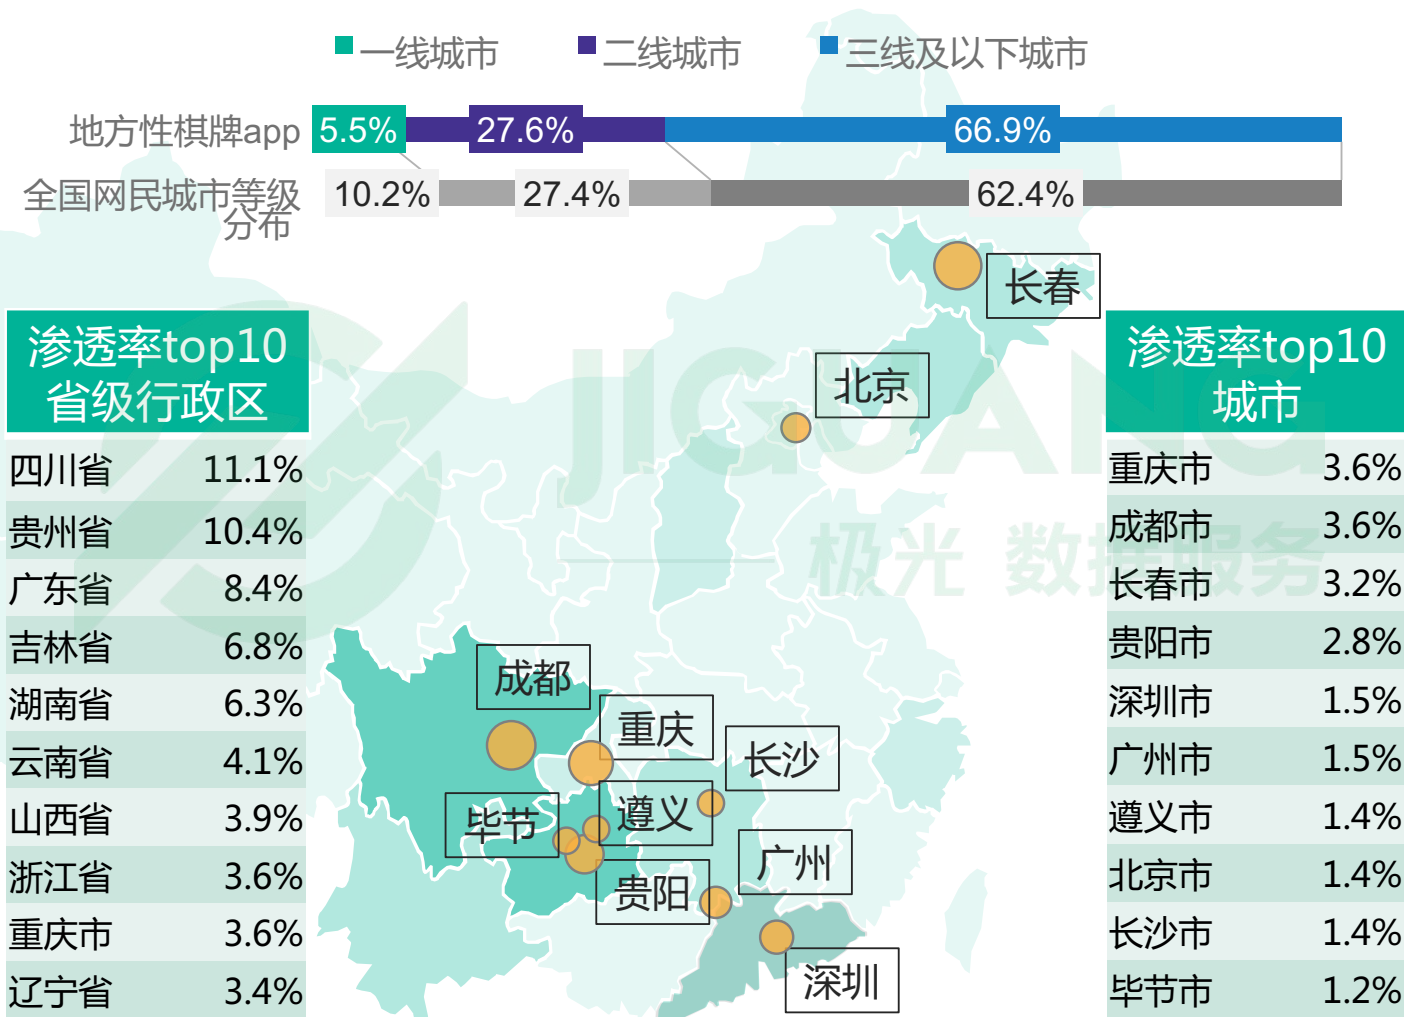 一线城市
二线城市
三线及以下城市
地方性棋牌app
5.5%
27.6%
66.9%
全国网民城市等级
分布
10.2%
27.4%
62.4%
渗透率top10
省级行政区
四川省 11.1%
贵州省 10.4%
广东省 8.4%
吉林省 6.8%
湖南省 6.3%
云南省 4.1%
山西省 3.9%
浙江省 3.6%
重庆市 3.6%
辽宁省 3.4%
长春
北京
成都
重庆
长沙
毕节
遵义
广州
贵阳
深圳
JIGUANG
极光 数据服务
渗透率top10
城市
重庆市 3.6%
成都市 3.6%
长春市 3.2%
贵阳市 2.8%
深圳市 1.5%
广州市 1.5%
遵义市 1.4%
北京市 1.4%
长沙市 1.4%
毕节市 1.2%